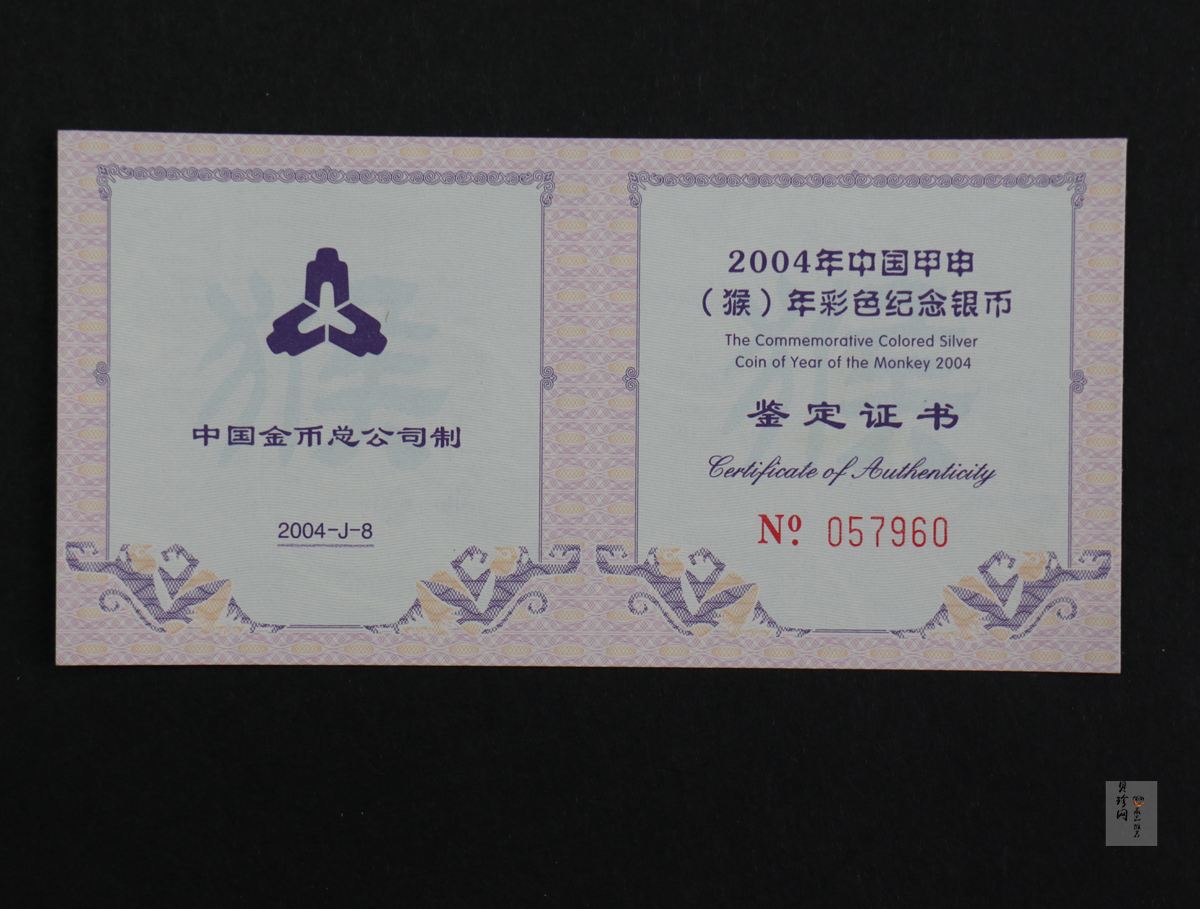 中国金币总公司制
2004-J-8
2004年中国甲申
（猴）年彩色纪念银币
The Commemorative Colored Silver
Coin of Year of the Monkey 2004
鉴定证书
Certificate of Authenticity
Nº 057960
猴
猴